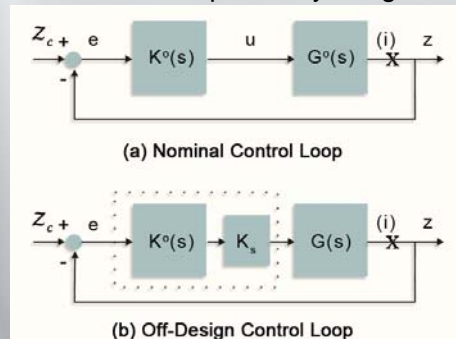 Z_c + e K°(s) u G°(s) (i) z
-
X
(a) Nominal Control Loop
Z_c + e K°(s) K_s G(s) (i) z
-
X
(b) Off-Design Control Loop